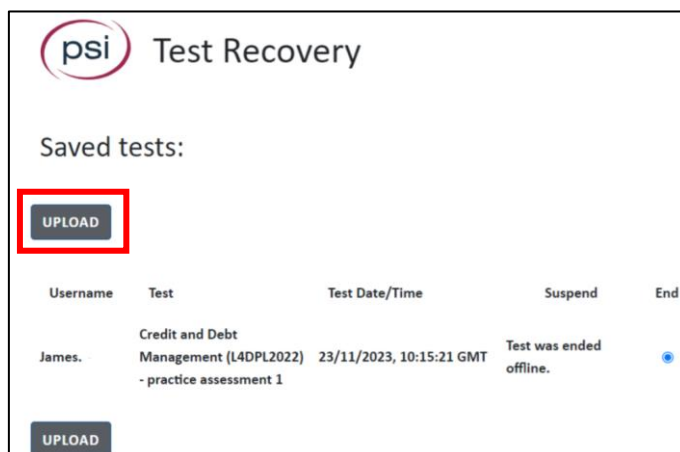 psi Test Recovery
Saved tests:
UPLOAD
Username Test Test Date/Time Suspend End
Credit and Debt
James. Management (L4DPL2022) 23/11/2023, 10:15:21 GMT Test was ended
- practice assessment 1 offline.
UPLOAD